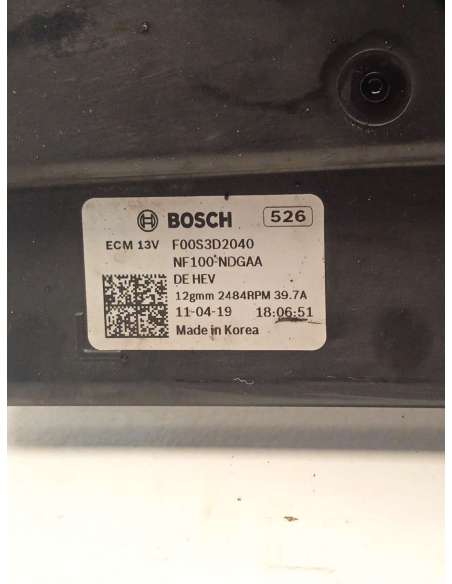 BOSCH 526
ECM 13V F00S3D2040
NF100-NDGAA
DE HEV
12gmm 2484RPM 39.7A
11-04-19 18:06:51
Made in Korea